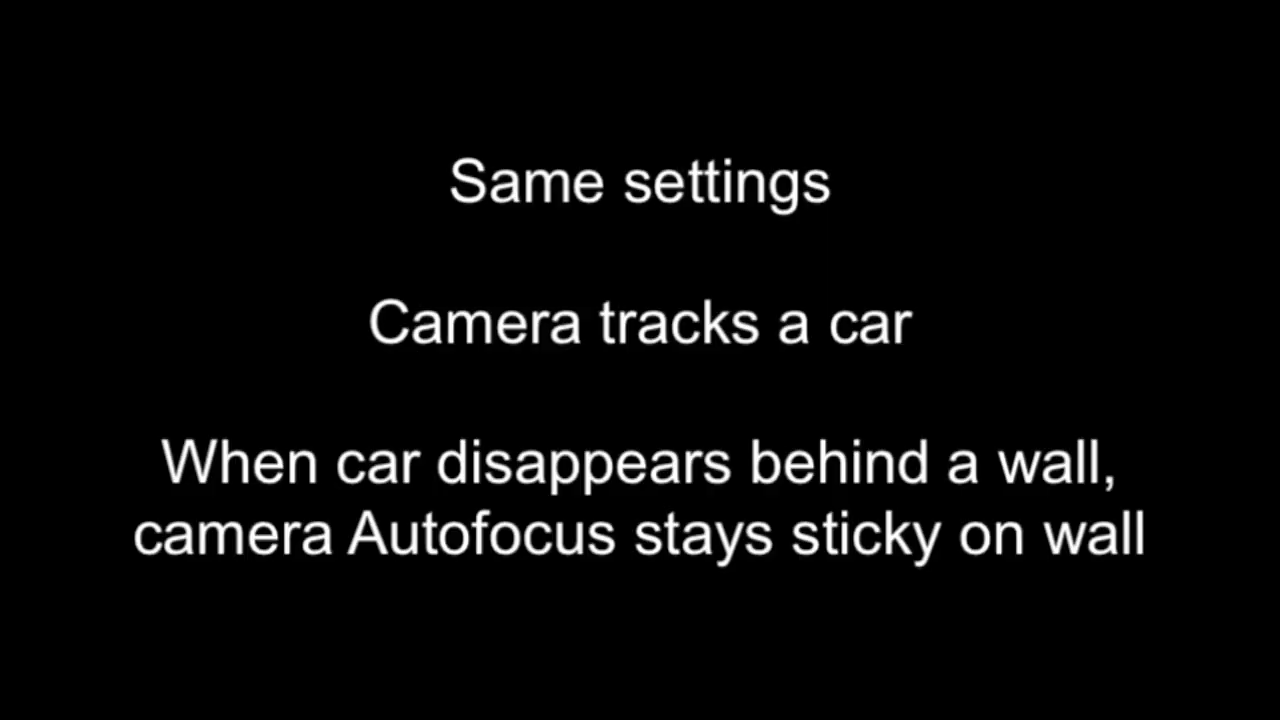 Same settings
Camera tracks a car
When car disappears behind a wall,
camera Autofocus stays sticky on wall